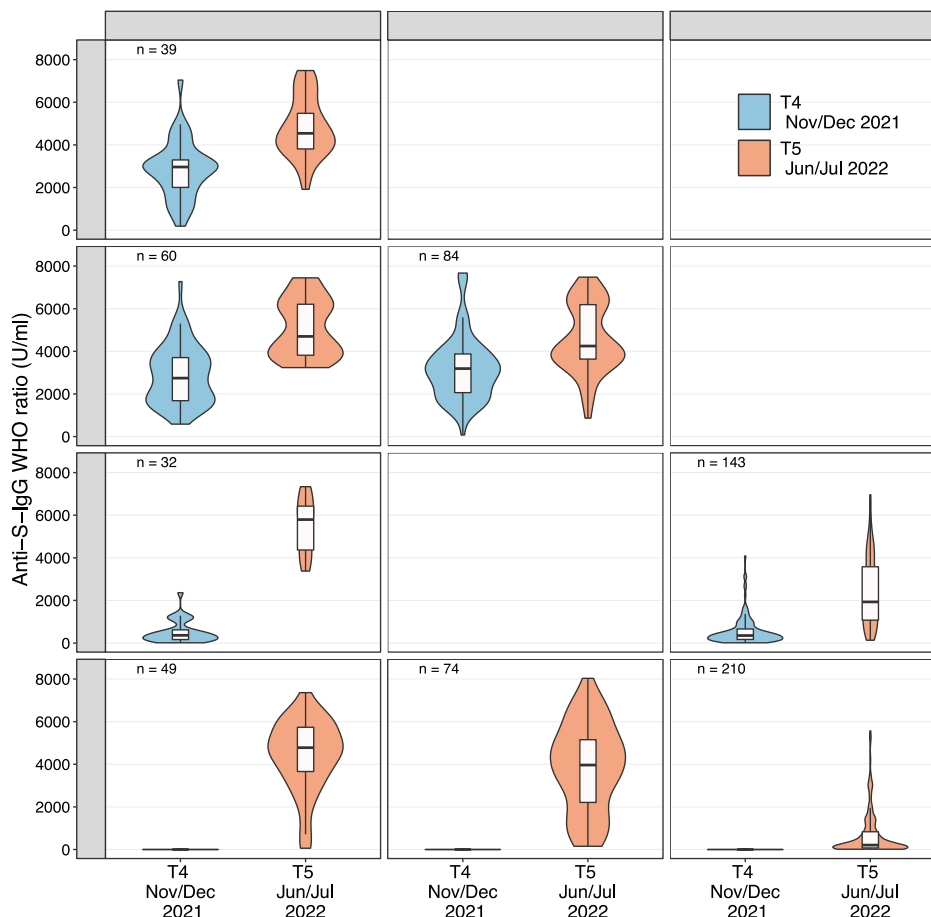 n = 39
8000
6000
4000
2000
0
T4
Nov/Dec 2021
T5
Jun/Jul 2022
n = 60
n = 84
8000
6000
4000
2000
0
Anti−S−IgG WHO ratio (U/ml)
n = 32
n = 143
8000
6000
4000
2000
0
n = 49
n = 74
n = 210
8000
6000
4000
2000
0
T4
Nov/Dec
2021
T5
Jun/Jul
2022
T4
Nov/Dec
2021
T5
Jun/Jul
2022
T4
Nov/Dec
2021
T5
Jun/Jul
2022